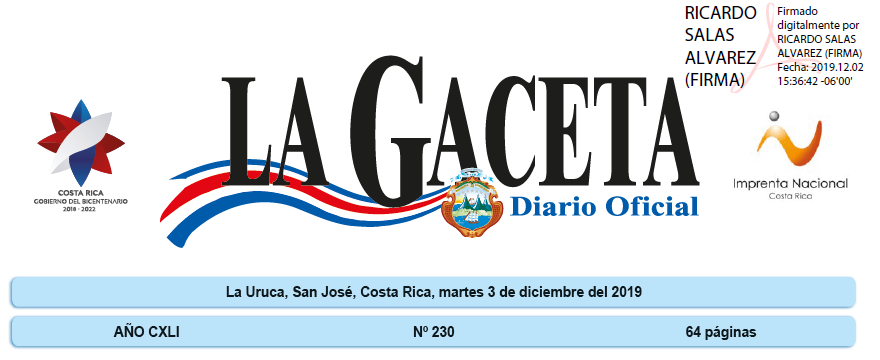 RICARDO
SALAS
ALVAREZ
(FIRMA)
Firmado
digitalmente por
RICARDO SALAS
ALVAREZ (FIRMA)
Fecha: 2019.12.02
15:36:42 -06'00'
LA GACETA
Diario Oficial
COSTA RICA
GOBIERNO DEL BICENTENARIO
2018 - 2022
Imprenta Nacional
Costa Rica
La Uruca, San José, Costa Rica, martes 3 de diciembre del 2019
AÑO CXLI Nº 230 64 páginas